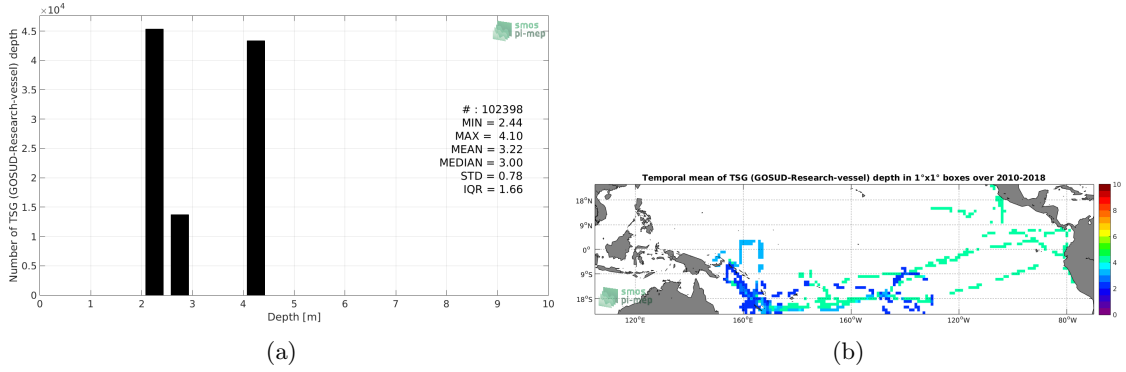 ×10⁴
4.5
4
3.5
3
2.5
2
1.5
1
0.5
0
Number of TSG (GOSUD-Research-vessel) depth
0 1 2 3 4 5 6 7 8 9 10
Depth [m]
smos
pi-mep
# : 102398
MIN = 2.44
MAX = 4.10
MEAN = 3.22
MEDIAN = 3.00
STD = 0.78
IQR = 1.66
(a)
Temporal mean of TSG (GOSUD-Research-vessel) depth in 1°x1° boxes over 2010-2018
18°N
9°N
0°
9°S
18°S
120°E 160°E 160°W 120°W 80°W
smos
pi-mep
10
8
6
4
2
0
(b)